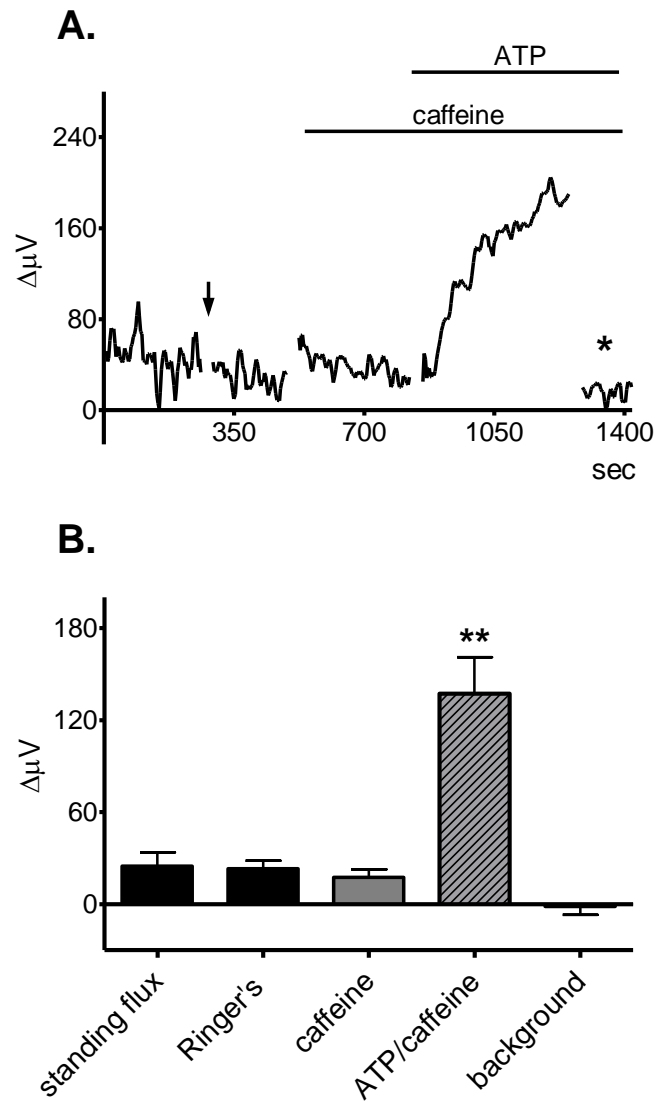 A.
ATP
caffeine
240
160
80
0
ΔμV
*
350 700 1050 1400
sec
B.
180
120
60
0
ΔμV
**
standing flux
Ringer's
caffeine
ATP/caffeine
background